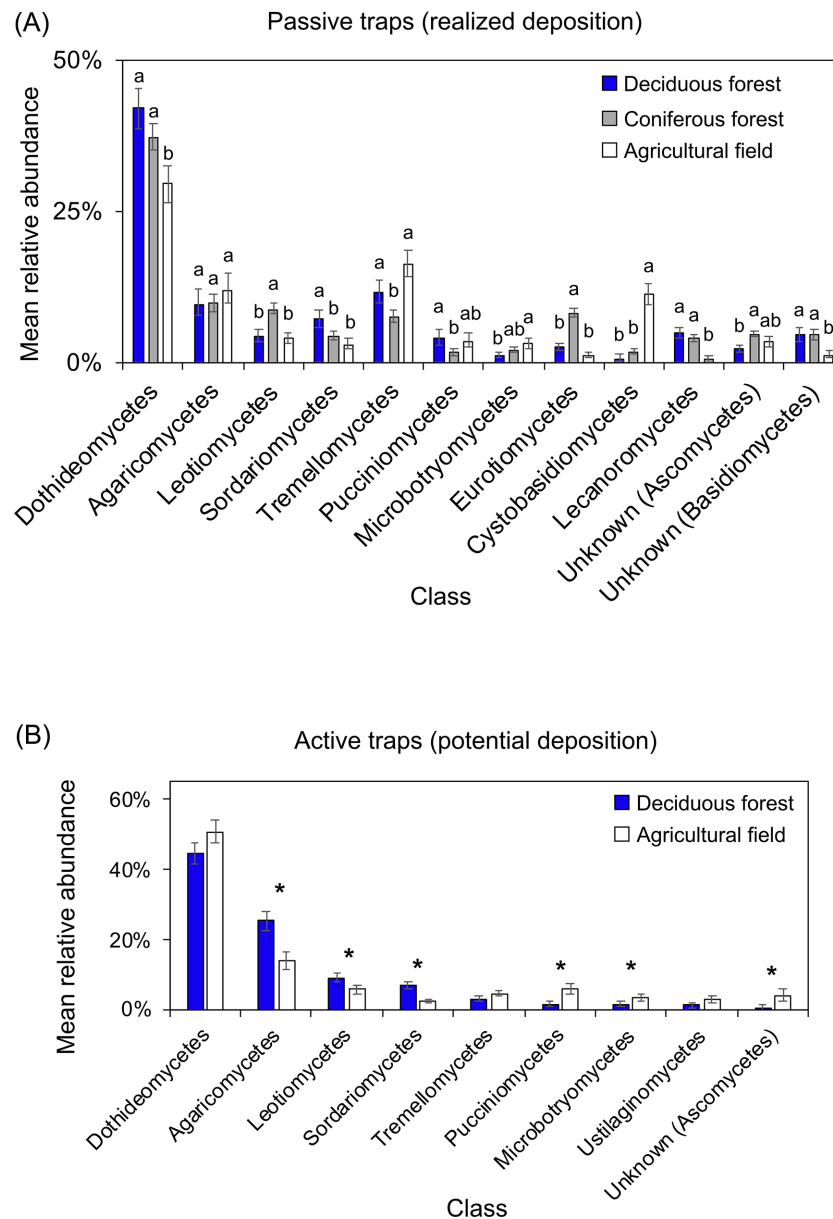 (A)
Passive traps (realized deposition)
Mean relative abundance
50%
25%
0%
Deciduous forest
Coniferous forest
Agricultural field
a a b
a a a
b a b
a b b
a b a
a b ab
b ab a
b a b
b b a
a a b
b a ab
a a b
Dothideomycetes
Agaricomycetes
Leotiomycetes
Sordariomycetes
Tremellomycetes
Pucciniomycetes
Microbotryomycetes
Eurotiomycetes
Cystobasidiomycetes
Lecanoromycetes
Unknown (Ascomycetes)
Unknown (Basidiomycetes)
Class
(B)
Active traps (potential deposition)
Mean relative abundance
60%
40%
20%
0%
Deciduous forest
Agricultural field
* * * * * *
Dothideomycetes
Agaricomycetes
Leotiomycetes
Sordariomycetes
Tremellomycetes
Pucciniomycetes
Microbotryomycetes
Ustilaginomycetes
Unknown (Ascomycetes)
Class